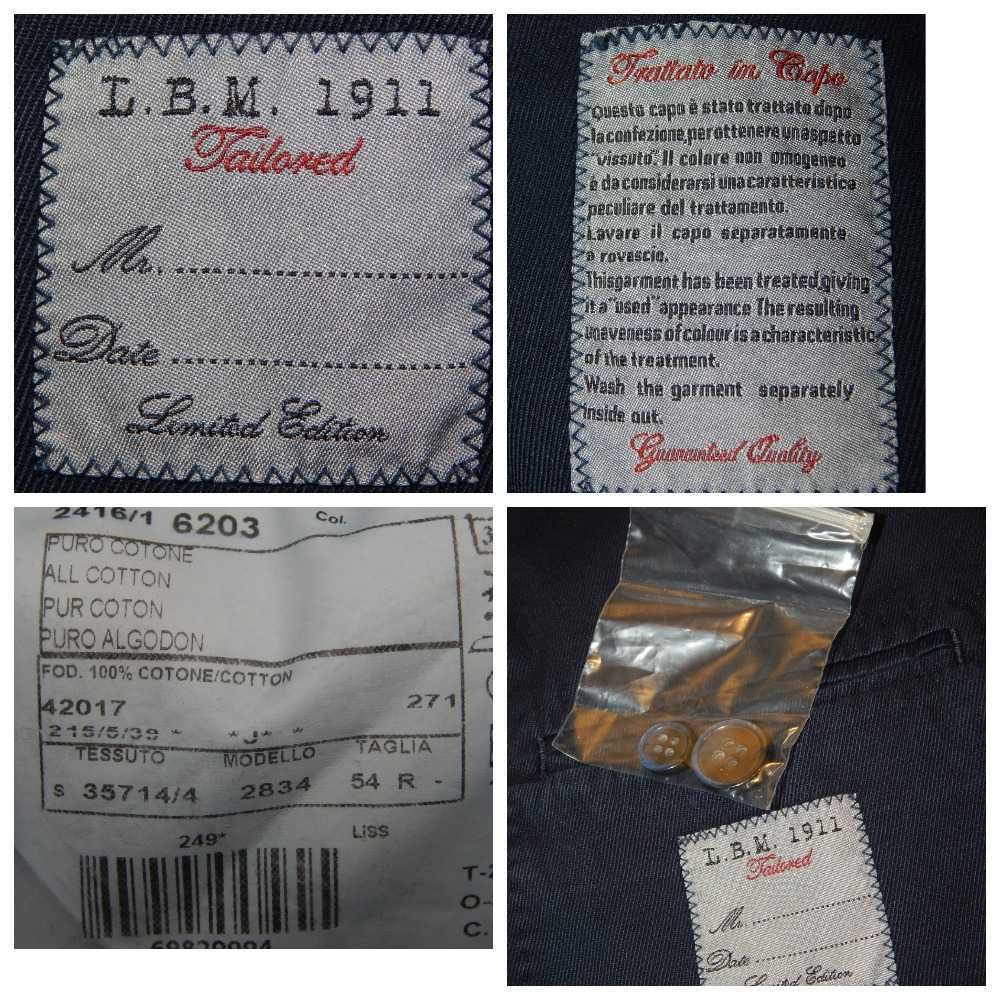 L.B.M. 1911
Tailored
Mr. ...............................
Date ...............................
Limited Edition
Trattato in Capo
Questo capo è stato trattato dopo
la confezione, per ottenere un aspetto
"vissuto". Il colore non omogeneo
è da considerarsi una caratteristica
peculiare del trattamento.
Lavare il capo separatamente
a rovescio.
This garment has been treated, giving
it a "used" appearance The resulting
uneveness of colour is a characteristic
of the treatment.
Wash the garment separately
inside out.
Guaranteed Quality
2416/1 6203 Col.
PURO COTONE
ALL COTTON
PUR COTON
PURO ALGODON
FOD. 100% COTONE/COTTON
42017 271
215/5/39 *
TESSUTO MODELLO TAGLIA
S 35714/4 2834 54 R -
249* LiSS
T-
O-
C.
L.B.M. 1911
Tailored
Mr. ...............................
Date ...............................
Limited Edition